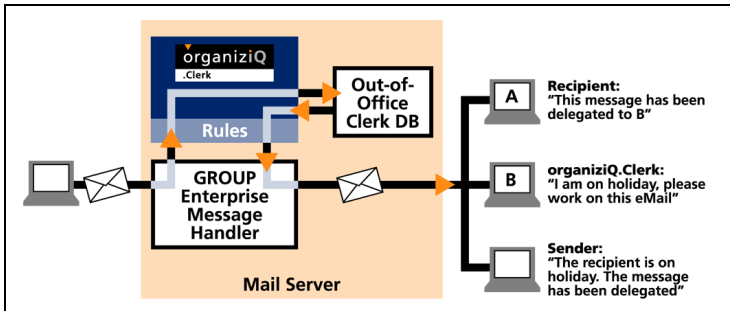 organiziQ
.Clerk
Rules
Out-of-
Office
Clerk DB
GROUP
Enterprise
Message
Handler
Mail Server
A
Recipient:
“This message has been
delegated to B”
B
organiziQ.Clerk:
“I am on holiday, please
work on this eMail”
Sender:
“The recipient is on
holiday. The message
has been delegated”